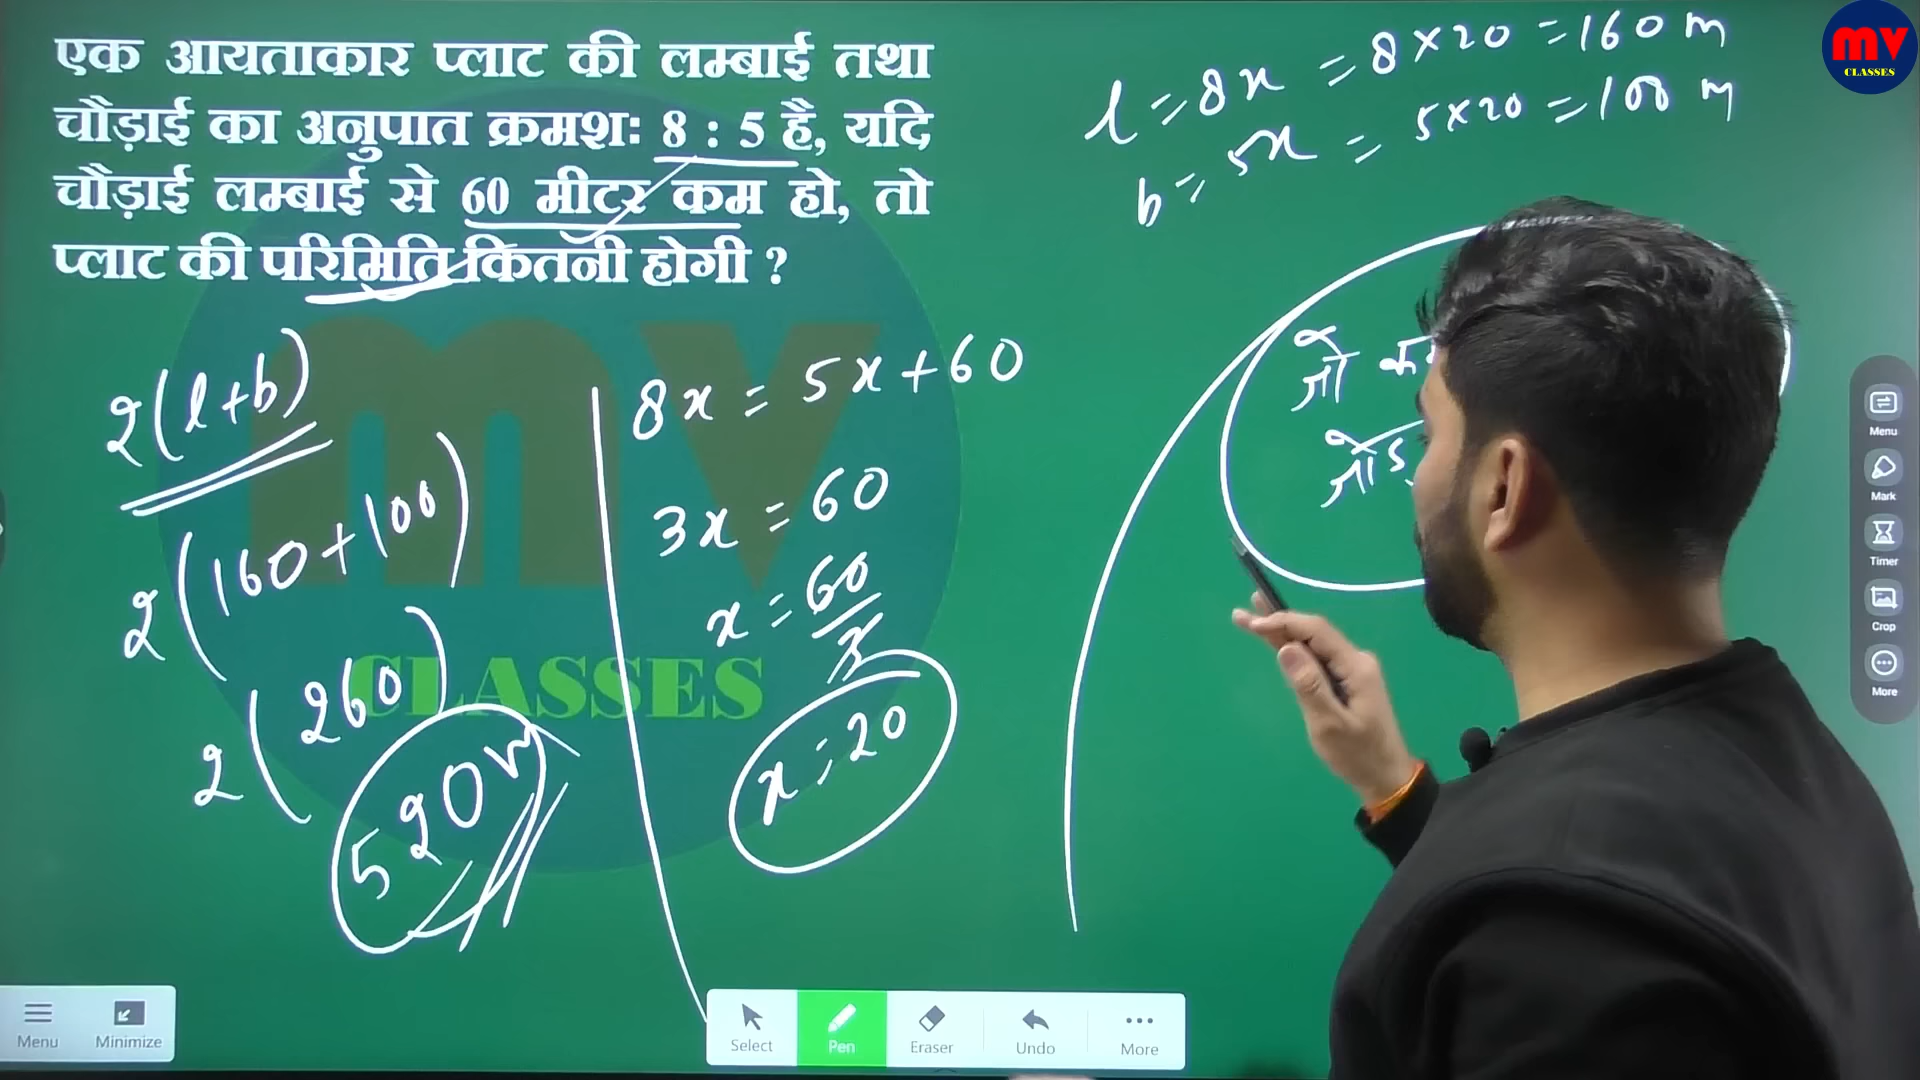 एक आयताकार प्लाट की लम्बाई तथा
चौड़ाई का अनुपात क्रमशः 8 : 5 है, यदि
चौड़ाई लम्बाई से 60 मीटर कम हो, तो
प्लाट की परिमिति कितनी होगी ?
l = 8x = 8×20 = 160 m
b = 5x = 5×20 = 100 m
mv
CLASSES
2(l+b)
2(160+100)
2(260)
520m
8x = 5x+60
3x = 60
x = 60/3
x = 20
mv
CLASSES
जो
जोड़
Menu
Mark
Timer
Crop
More
Menu
Minimize
Select
Pen
Eraser
Undo
More